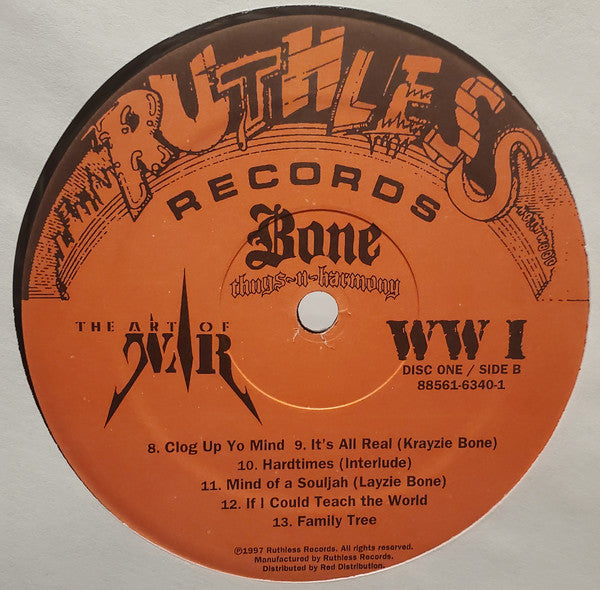 RUTHLESS
RECORDS
Bone
thugs-n-harmony
THE ART OF
WAR
WW I
DISC ONE / SIDE B
88561-6340-1
8. Clog Up Yo Mind 9. It's All Real (Krayzie Bone)
10. Hardtimes (Interlude)
11. Mind of a Souljah (Layzie Bone)
12. If I Could Teach the World
13. Family Tree
℗1997 Ruthless Records. All rights reserved.
Manufactured by Ruthless Records.
Distributed by Red Distribution.